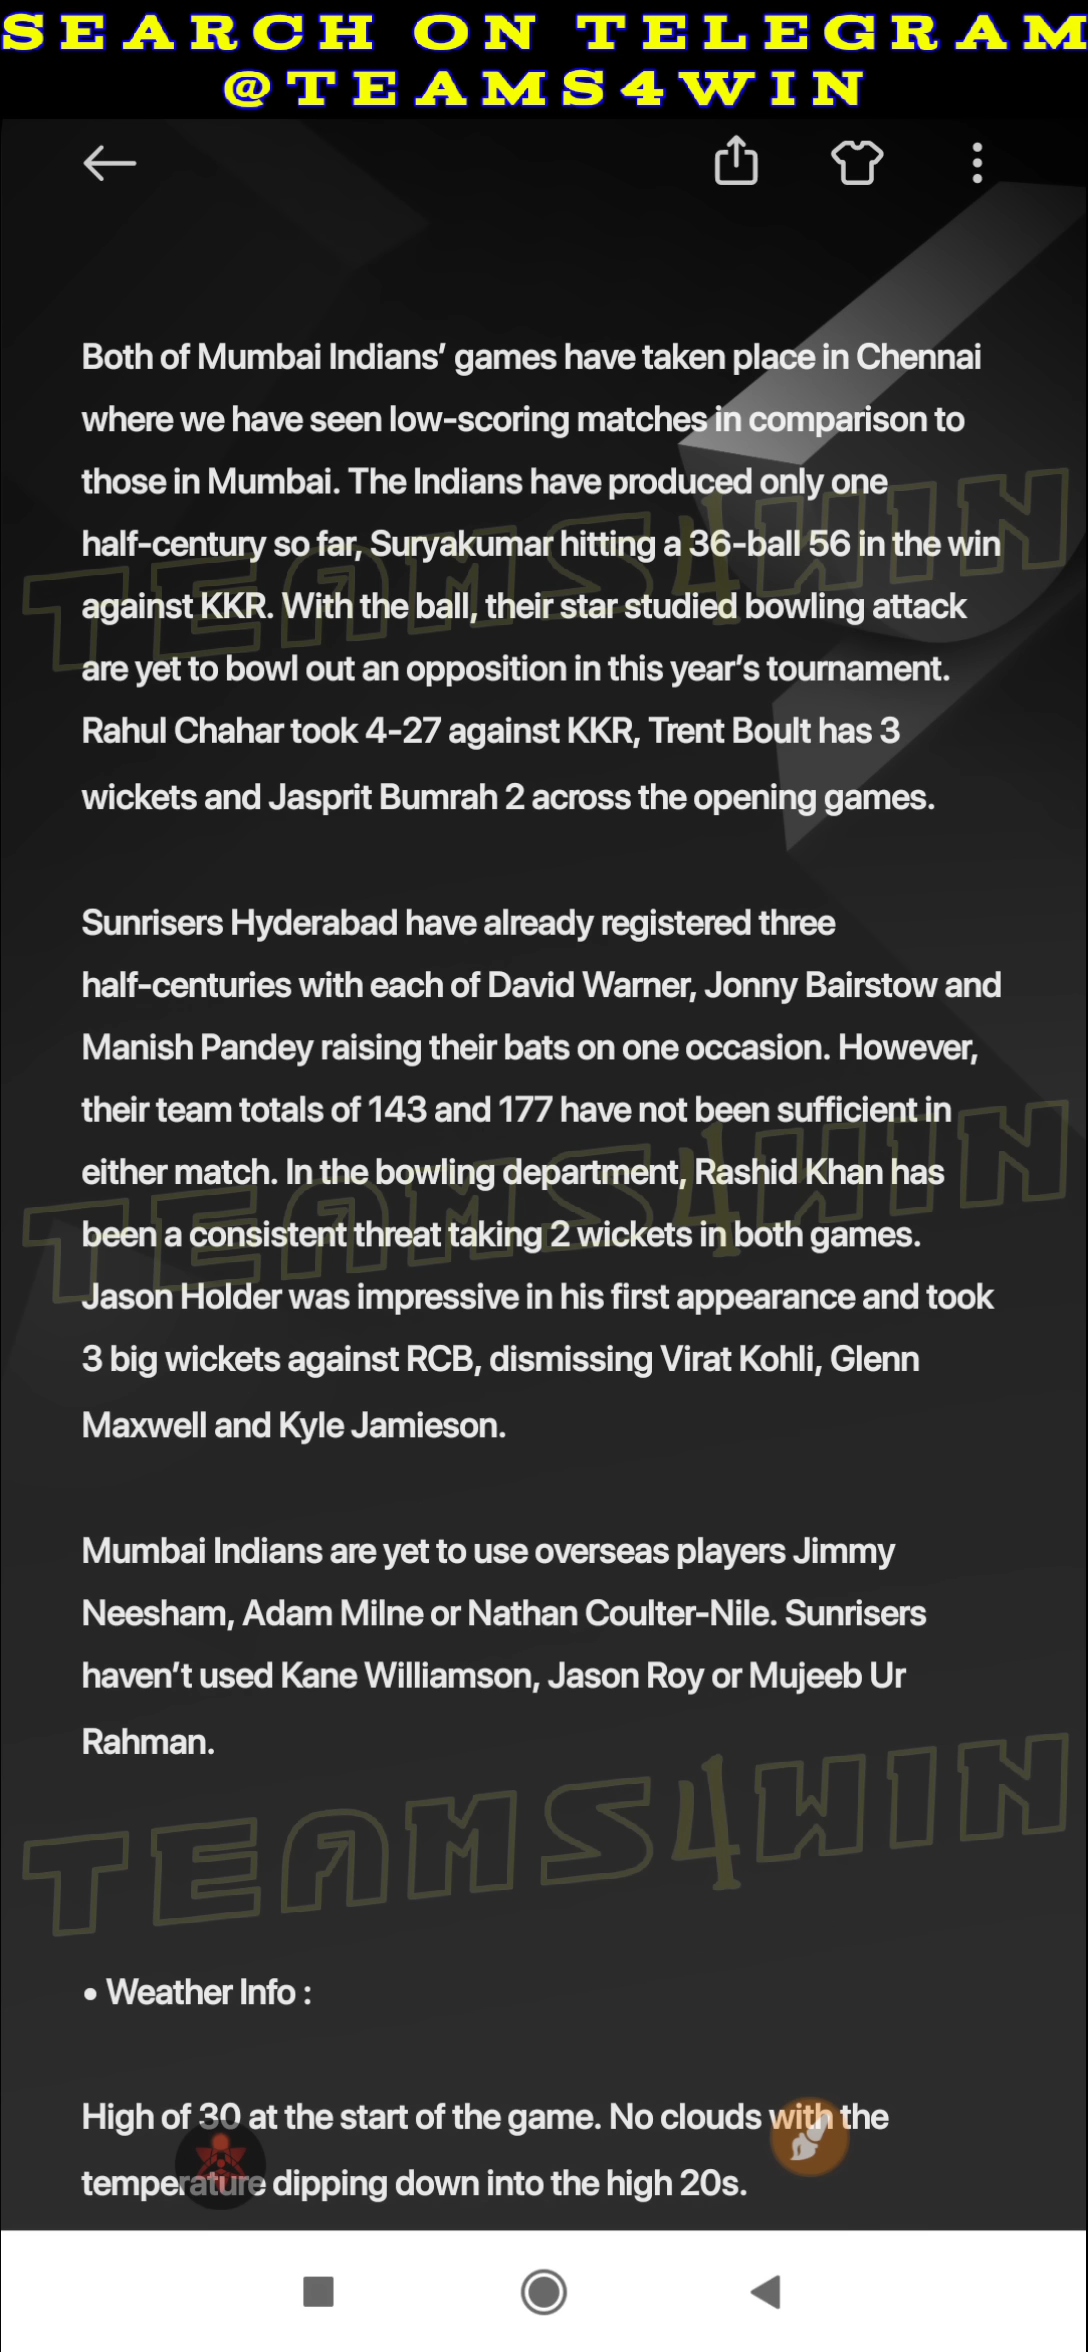 SEARCH ON TELEGRAM
@TEAMS4WIN
Both of Mumbai Indians’ games have taken place in Chennai
where we have seen low-scoring matches in comparison to
those in Mumbai. The Indians have produced only one
half-century so far, Suryakumar hitting a 36-ball 56 in the win
against KKR. With the ball, their star studied bowling attack
are yet to bowl out an opposition in this year’s tournament.
Rahul Chahar took 4-27 against KKR, Trent Boult has 3
wickets and Jasprit Bumrah 2 across the opening games.
Sunrisers Hyderabad have already registered three
half-centuries with each of David Warner, Jonny Bairstow and
Manish Pandey raising their bats on one occasion. However,
their team totals of 143 and 177 have not been sufficient in
either match. In the bowling department, Rashid Khan has
been a consistent threat taking 2 wickets in both games.
Jason Holder was impressive in his first appearance and took
3 big wickets against RCB, dismissing Virat Kohli, Glenn
Maxwell and Kyle Jamieson.
Mumbai Indians are yet to use overseas players Jimmy
Neesham, Adam Milne or Nathan Coulter-Nile. Sunrisers
haven’t used Kane Williamson, Jason Roy or Mujeeb Ur
Rahman.
TEAMS4WIN
• Weather Info :
High of 30 at the start of the game. No clouds with the
temperature dipping down into the high 20s.
TEAMS4WIN
TEAMS4WIN